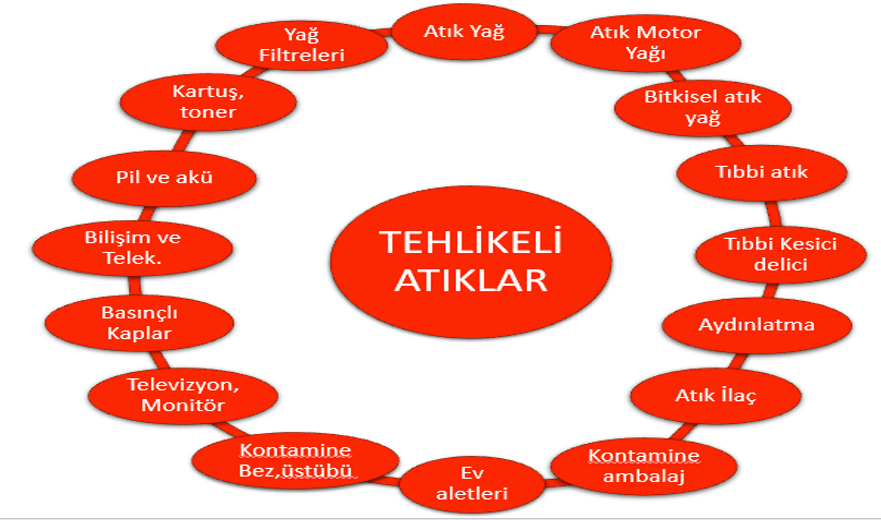 TEHLİKELİ
ATIKLAR
Atık Yağ
Atık Motor
Yağı
Bitkisel atık
yağ
Tıbbi atık
Tıbbi Kesici
delici
Aydınlatma
Atık İlaç
Kontamine
ambalaj
Ev
aletleri
Kontamine
Bez,üstübü
Televizyon,
Monitör
Basınçlı
Kaplar
Bilişim ve
Telek.
Pil ve akü
Kartuş,
toner
Yağ
Filtreleri